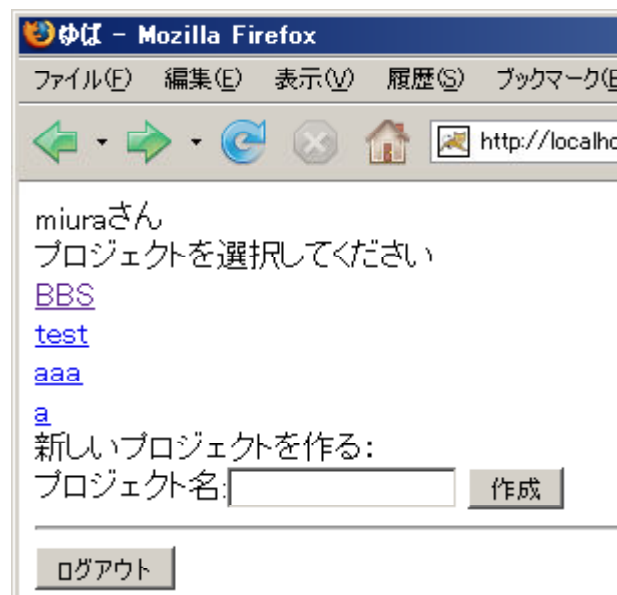 ゆば - Mozilla Firefox
ファイル(F) 編集(E) 表示(V) 履歴(S) ブックマーク(B
http://localho
miuraさん
プロジェクトを選択してください
BBS
test
aaa
a
新しいプロジェクトを作る:
プロジェクト名: 作成
ログアウト